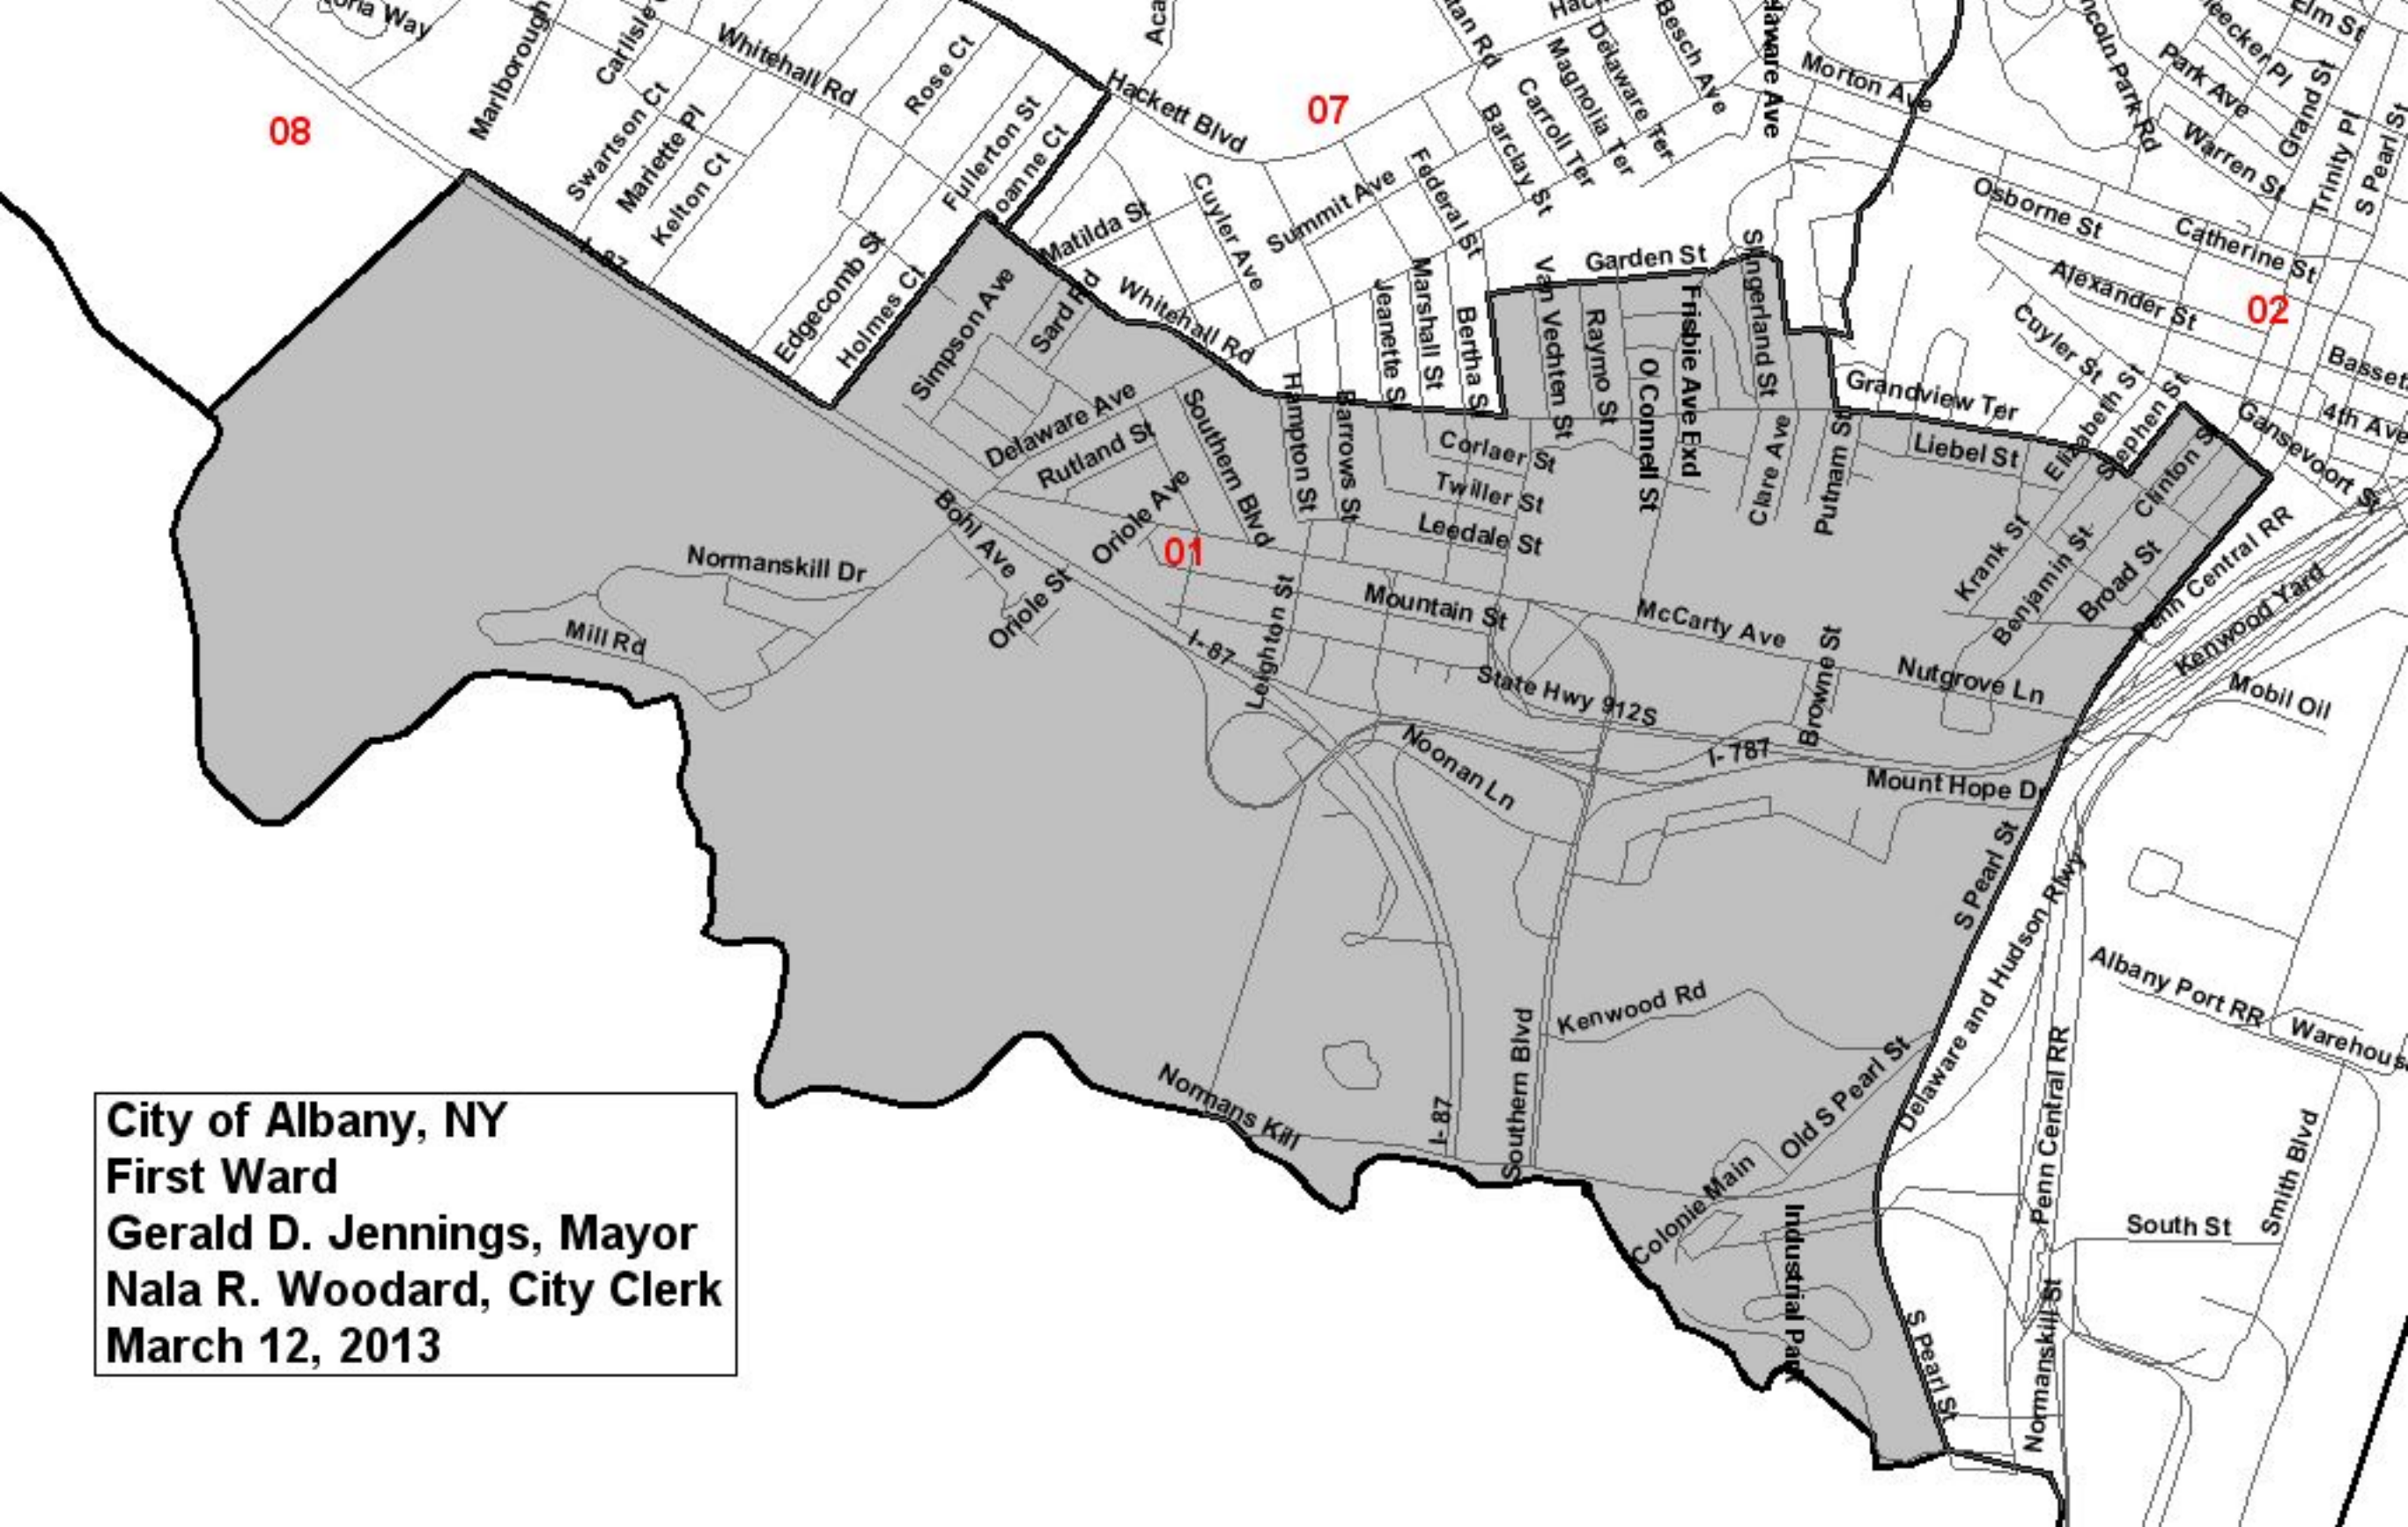 Whitehall Rd
Marlborough
Rose Ct
Hackett Blvd
07
Carroll Ter
Magnolia Ter
Delaware Ter
Besch Ave
Morton Ave
Park Ave
Elm St
Grand St
Warren St
Trinity Pl
S Pearl St
08
Swartson Ct
Mariette Pl
Kelton Ct
Fullerton St
Joanne Ct
Matilda St
Cuyler Ave
Summit Ave
Federal St
Barclay St
Osborne St
Catherine St
Alexander St
02
I-87
Edgecomb St
Holmes Ct
Simpson Ave
Sard Rd
Whitehall Rd
Jeanette S
Marshall St
Bertha S
Garden St
Van Vechten St
Raymo St
O'Connell St
Frisbie Ave Exd
Slingerland St
Grandview Ter
Cuyler St
Elizabeth St
Stephen St
4th Ave
Gansevoort St
Delaware Ave
Rutland St
Southern Blvd
Hampton St
Barrows St
Corlaer St
Twiller St
Leedale St
Clare Ave
Putnam St
Liebel St
Clinton S
Bohl Ave
Oriole Ave
01
Krank St
Benjamin St
Broad St
Penn Central RR
Kenwood Yard
Normanskill Dr
Mill Rd
Oriole St
I-87
Leighton St
Mountain St
McCarty Ave
Browne St
Nutgrove Ln
State Hwy 912S
Mobil Oil
Noonan Ln
I-787
Mount Hope Dr
S Pearl St
Delaware and Hudson Rlwy
Albany Port RR
Warehous
Kenwood Rd
Southern Blvd
I-87
Normans Kill
Old S Pearl St
Colonie Main
Industrial Park
Penn Central RR
South St
Smith Blvd
S Pearl St
Normanskill St
City of Albany, NY
First Ward
Gerald D. Jennings, Mayor
Nala R. Woodard, City Clerk
March 12, 2013